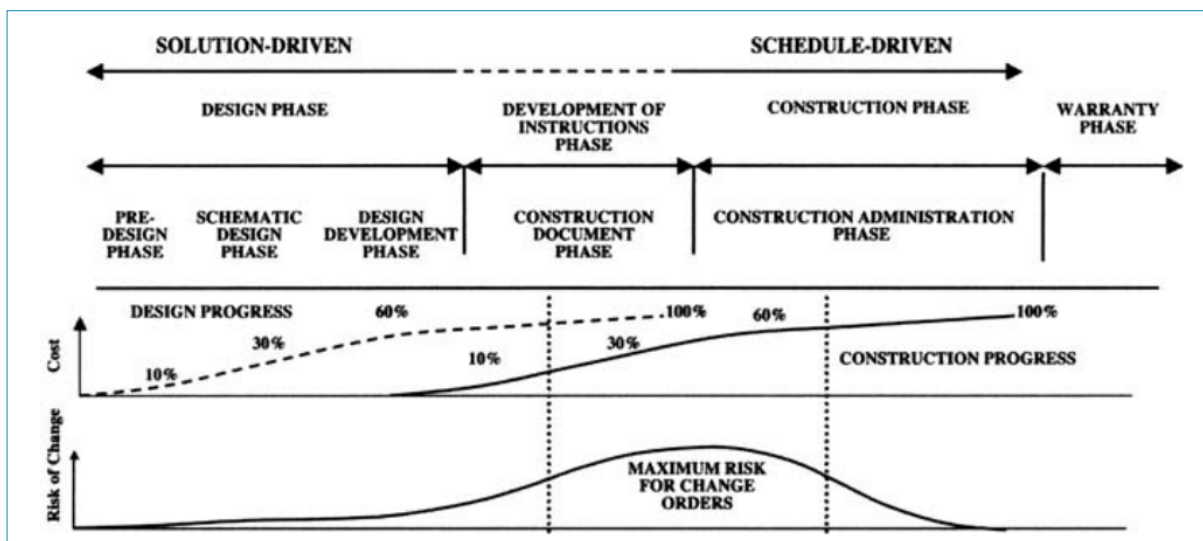 SOLUTION-DRIVEN
SCHEDULE-DRIVEN
DESIGN PHASE
DEVELOPMENT OF
INSTRUCTIONS
PHASE
CONSTRUCTION PHASE
WARRANTY
PHASE
PRE-
DESIGN
PHASE
SCHEMATIC
DESIGN
PHASE
DESIGN
DEVELOPMENT
PHASE
CONSTRUCTION
DOCUMENT
PHASE
CONSTRUCTION ADMINISTRATION
PHASE
Cost
DESIGN PROGRESS
10%
30%
60%
100%
10%
30%
60%
100%
CONSTRUCTION PROGRESS
Risk of Change
MAXIMUM RISK
FOR CHANGE
ORDERS